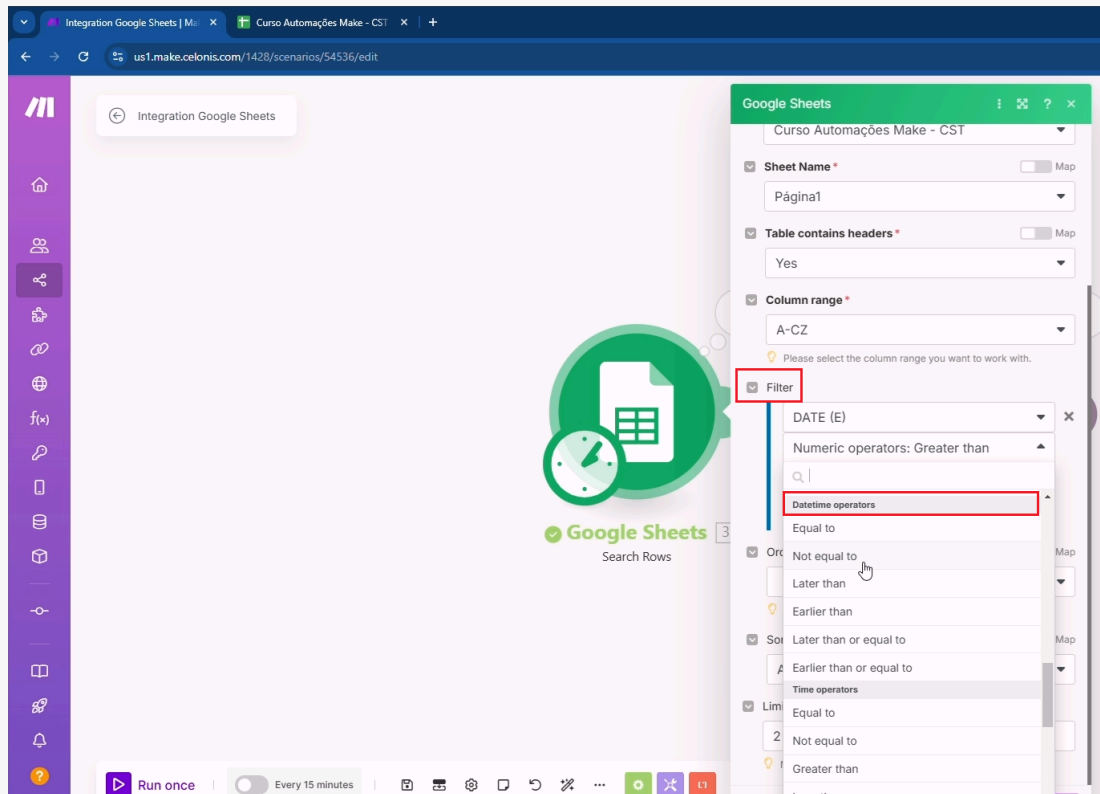 Integration Google Sheets | Ma
Curso Automações Make - CST
us1.make.celonis.com/1428/scenarios/54536/edit
Integration Google Sheets
Google Sheets
Curso Automações Make - CST
Sheet Name *
Map
Página1
Table contains headers *
Map
Yes
Column range *
A-CZ
Please select the column range you want to work with.
Filter
DATE (E)
Numeric operators: Greater than
Datetime operators
Equal to
Not equal to
Later than
Earlier than
Later than or equal to
Earlier than or equal to
Time operators
Equal to
Not equal to
Greater than
Map
Map
Google Sheets
3
Search Rows
f(x)
2
Run once
Every 15 minutes